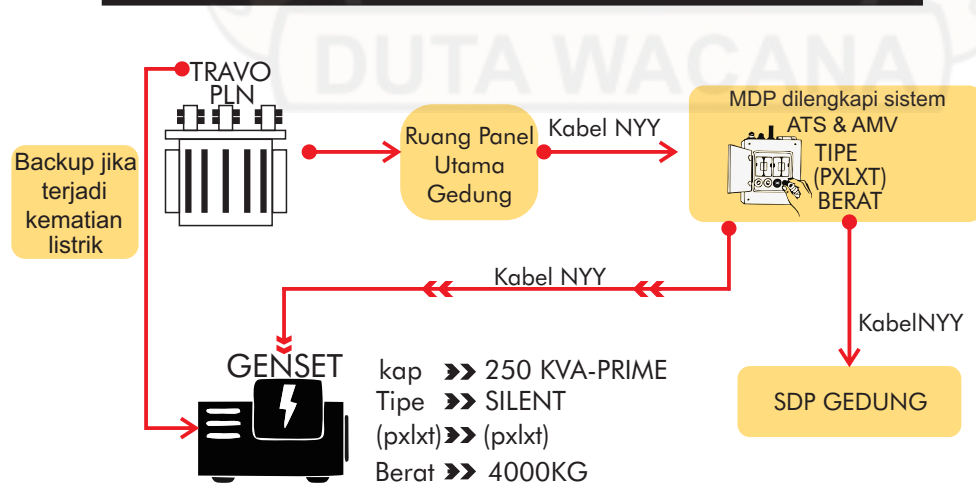 DUTA WACANA
TRAVO
PLN
Backup jika
terjadi
kematian
listrik
Ruang Panel
Utama
Gedung
Kabel NYY
MDP dilengkapi sistem
ATS & AMV
TIPE
(PXLXT)
BERAT
Kabel NYY
KabelNYY
SDP GEDUNG
GENSET
kap 250 KVA-PRIME
Tipe SILENT
(pxlxt) (pxlxt)
Berat 4000KG